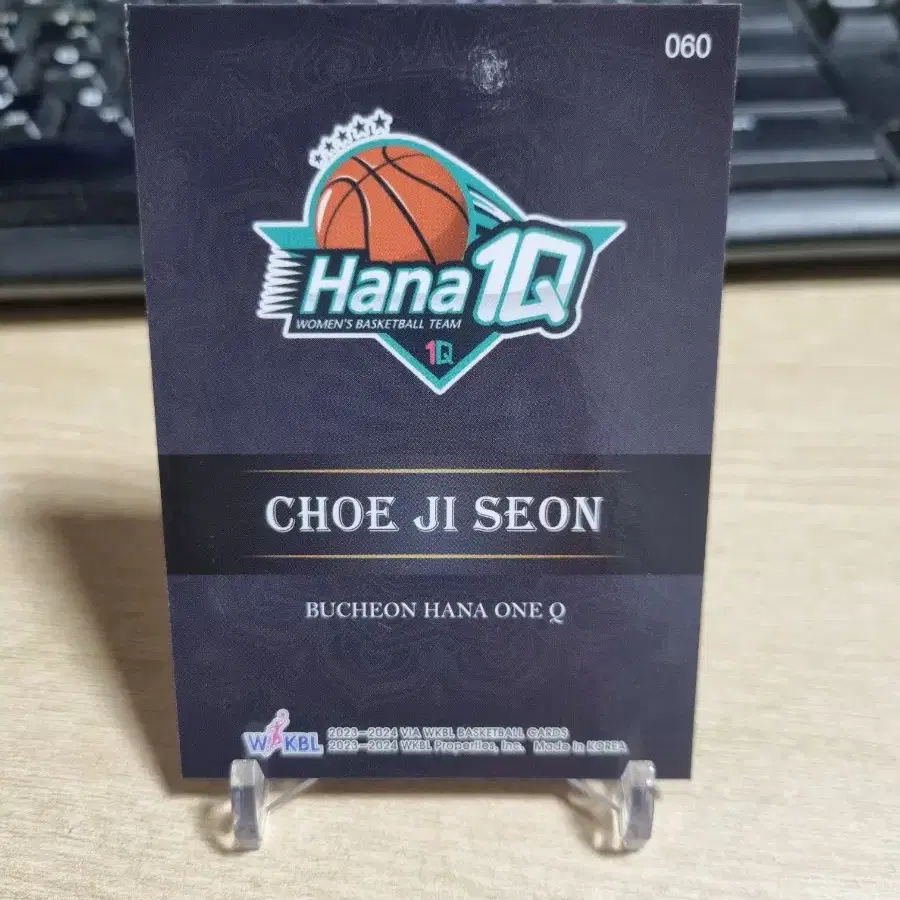 060
Hana 1Q
WOMEN'S BASKETBALL TEAM
1Q
CHOE JI SEON
BUCHEON HANA ONE Q
WKBL
2023-2024 VIA WKBL BASKETBALL CARDS
2023-2024 WKBL Properties, Inc. Made in KOREA